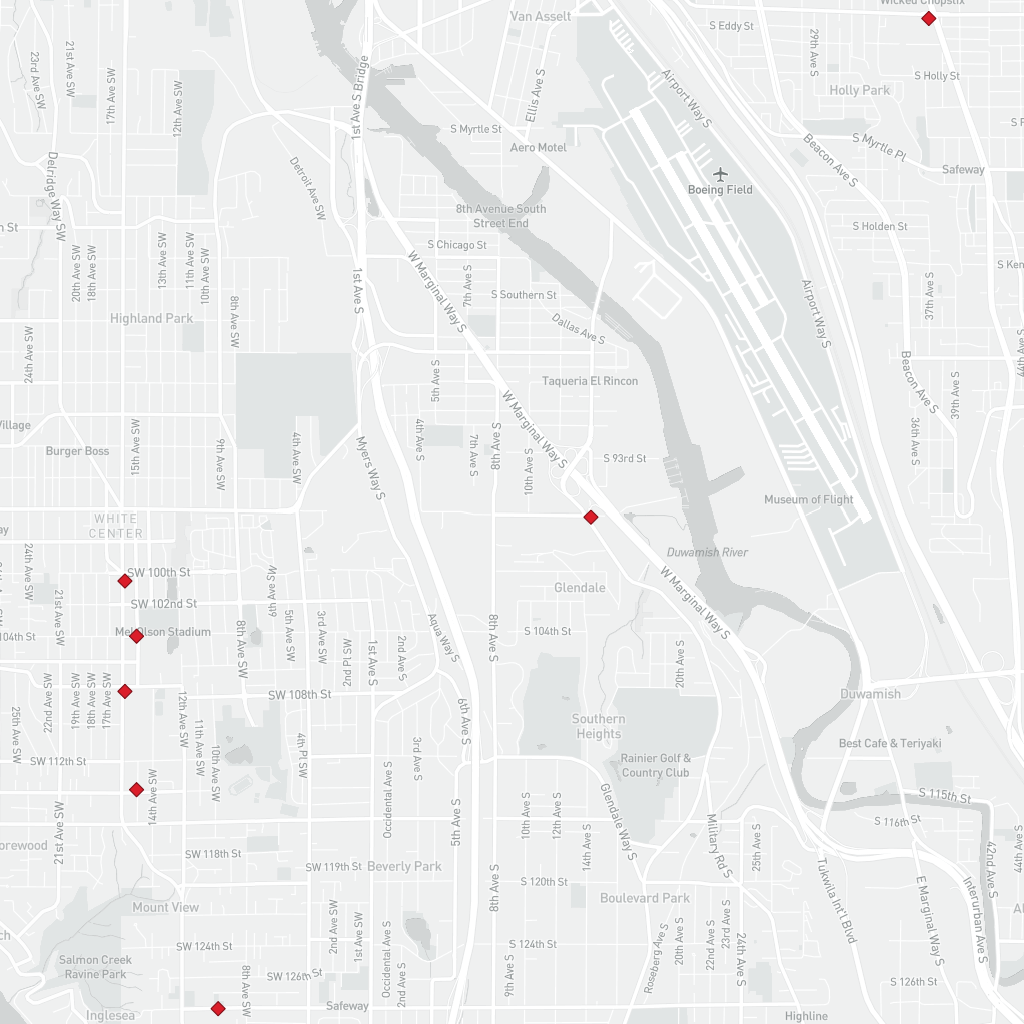 Wicked Chopstix
Van Asselt
S Eddy St
29th Ave S
21st Ave SW
23rd Ave SW
17th Ave SW
12th Ave SW
1st Ave S Bridge
Ellis Ave S
Airport Way S
S Holly St
Holly Park
S Myrtle St
Aero Motel
Beacon Ave S
S Myrtle Pl
Safeway
Delridge Way SW
Detroit Ave SW
Boeing Field
8th Avenue South
Street End
S Holden St
S Chicago St
20th Ave SW
18th Ave SW
13th Ave SW
11th Ave SW
10th Ave SW
1st Ave S
W Marginal Way S
7th Ave S
S Southern St
Dallas Ave S
Airport Way S
37th Ave S
Highland Park
8th Ave SW
24th Ave SW
5th Ave S
Taqueria El Rincon
Beacon Ave S
39th Ave S
44th Ave S
36th Ave S
Village
Burger Boss
15th Ave SW
9th Ave SW
4th Ave SW
Myers Way S
4th Ave S
7th Ave S
8th Ave S
10th Ave S
W Marginal Way S
S 93rd St
Museum of Flight
WHITE
CENTER
Duwamish River
24th Ave SW
SW 100th St
SW 102nd St
21st Ave SW
Mel Olson Stadium
104th St
6th Ave SW
5th Ave SW
8th Ave SW
3rd Ave SW
2nd Pl SW
1st Ave S
2nd Ave S
Aqua Way S
8th Ave S
Glendale
W Marginal Way S
S 104th St
20th Ave S
Duwamish
25th Ave SW
22nd Ave SW
19th Ave SW
18th Ave SW
17th Ave SW
12th Ave SW
11th Ave SW
10th Ave SW
SW 108th St
4th Pl SW
6th Ave S
3rd Ave S
Southern
Heights
Rainier Golf &
Country Club
Best Cafe & Teriyaki
SW 112th St
14th Ave SW
21st Ave SW
Occidental Ave S
5th Ave S
10th Ave S
12th Ave S
14th Ave S
Glendale Way S
Military Rd S
25th Ave S
S 115th St
S 116th St
orewood
SW 118th St
SW 119th St
Beverly Park
S 120th St
Boulevard Park
42nd Ave S
44th Ave S
Tukwila Int'l Blvd
E Marginal Way S
Interurban Ave S
Mount View
8th Ave S
2nd Ave SW
1st Ave SW
Occidental Ave S
2nd Ave S
9th Ave S
SW 124th St
S 124th St
Roseberg Ave S
20th Ave S
22nd Ave S
23rd Ave S
24th Ave S
Salmon Creek
Ravine Park
SW 126th St
8th Ave SW
S 126th St
Inglesea
Safeway
Highline